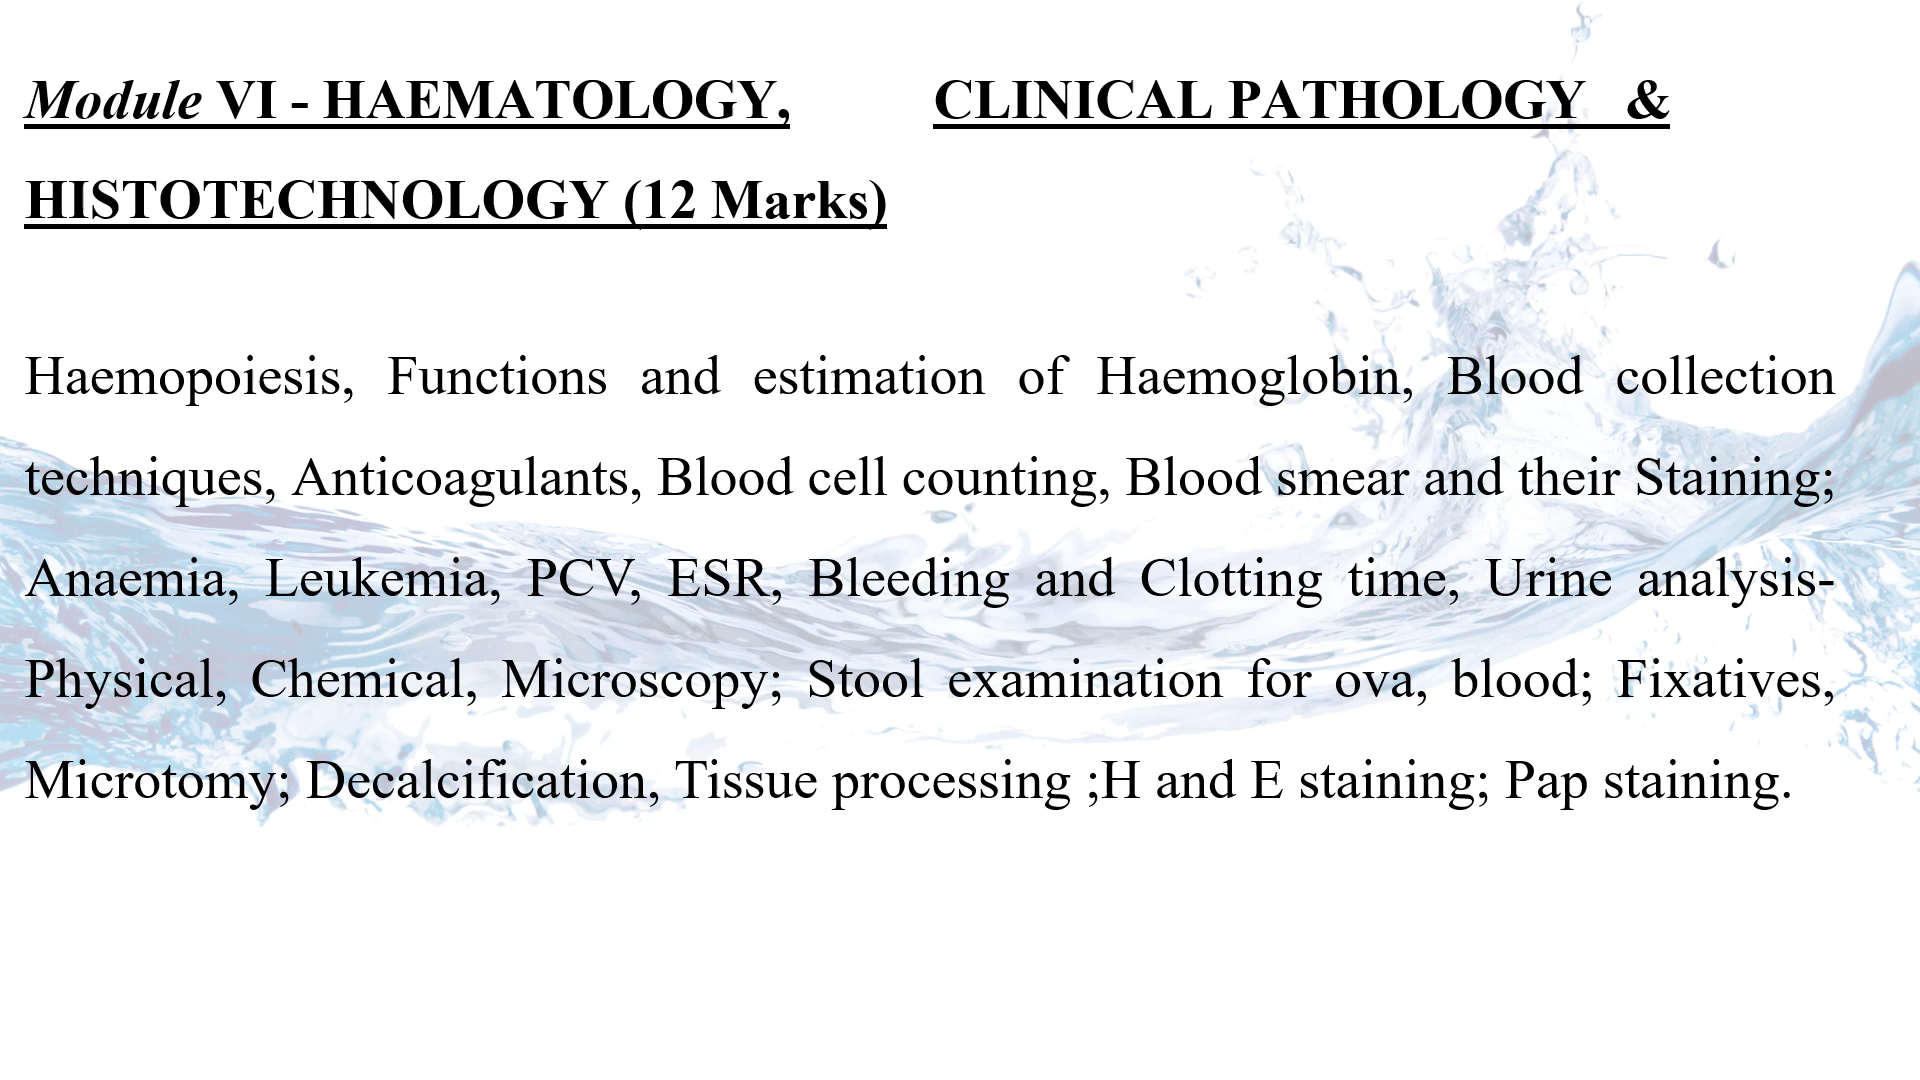 Module VI - HAEMATOLOGY, CLINICAL PATHOLOGY &
HISTOTECHNOLOGY (12 Marks)
Haemopoiesis, Functions and estimation of Haemoglobin, Blood collection
techniques, Anticoagulants, Blood cell counting, Blood smear and their Staining;
Anaemia, Leukemia, PCV, ESR, Bleeding and Clotting time, Urine analysis-
Physical, Chemical, Microscopy; Stool examination for ova, blood; Fixatives,
Microtomy; Decalcification, Tissue processing ;H and E staining; Pap staining.